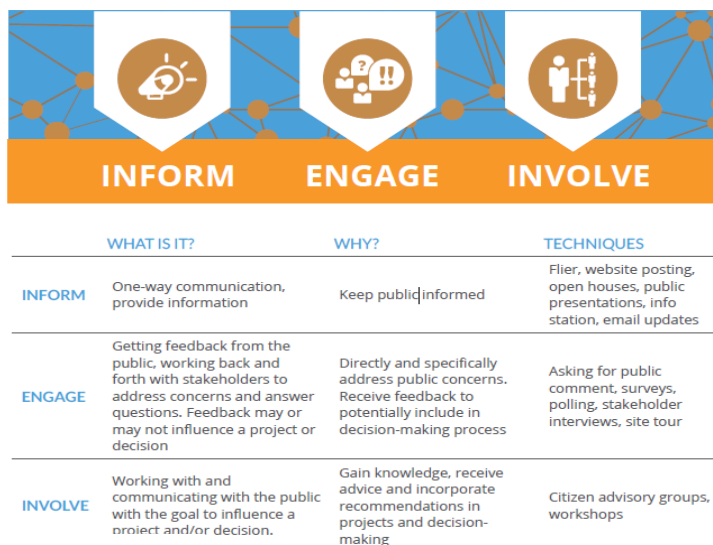 INFORM ENGAGE INVOLVE
WHAT IS IT? WHY? TECHNIQUES
INFORM
One-way communication,
provide information
Keep public informed
Flier, website posting,
open houses, public
presentations, info
station, email updates
ENGAGE
Getting feedback from the
public, working back and
forth with stakeholders to
address concerns and answer
questions. Feedback may or
may not influence a project or
decision
Directly and specifically
address public concerns.
Receive feedback to
potentially include in
decision-making process
Asking for public
comment, surveys,
polling, stakeholder
interviews, site tour
INVOLVE
Working with and
communicating with the public
with the goal to influence a
project and/or decision.
Gain knowledge, receive
advice and incorporate
recommendations in
projects and decision-
making
Citizen advisory groups,
workshops